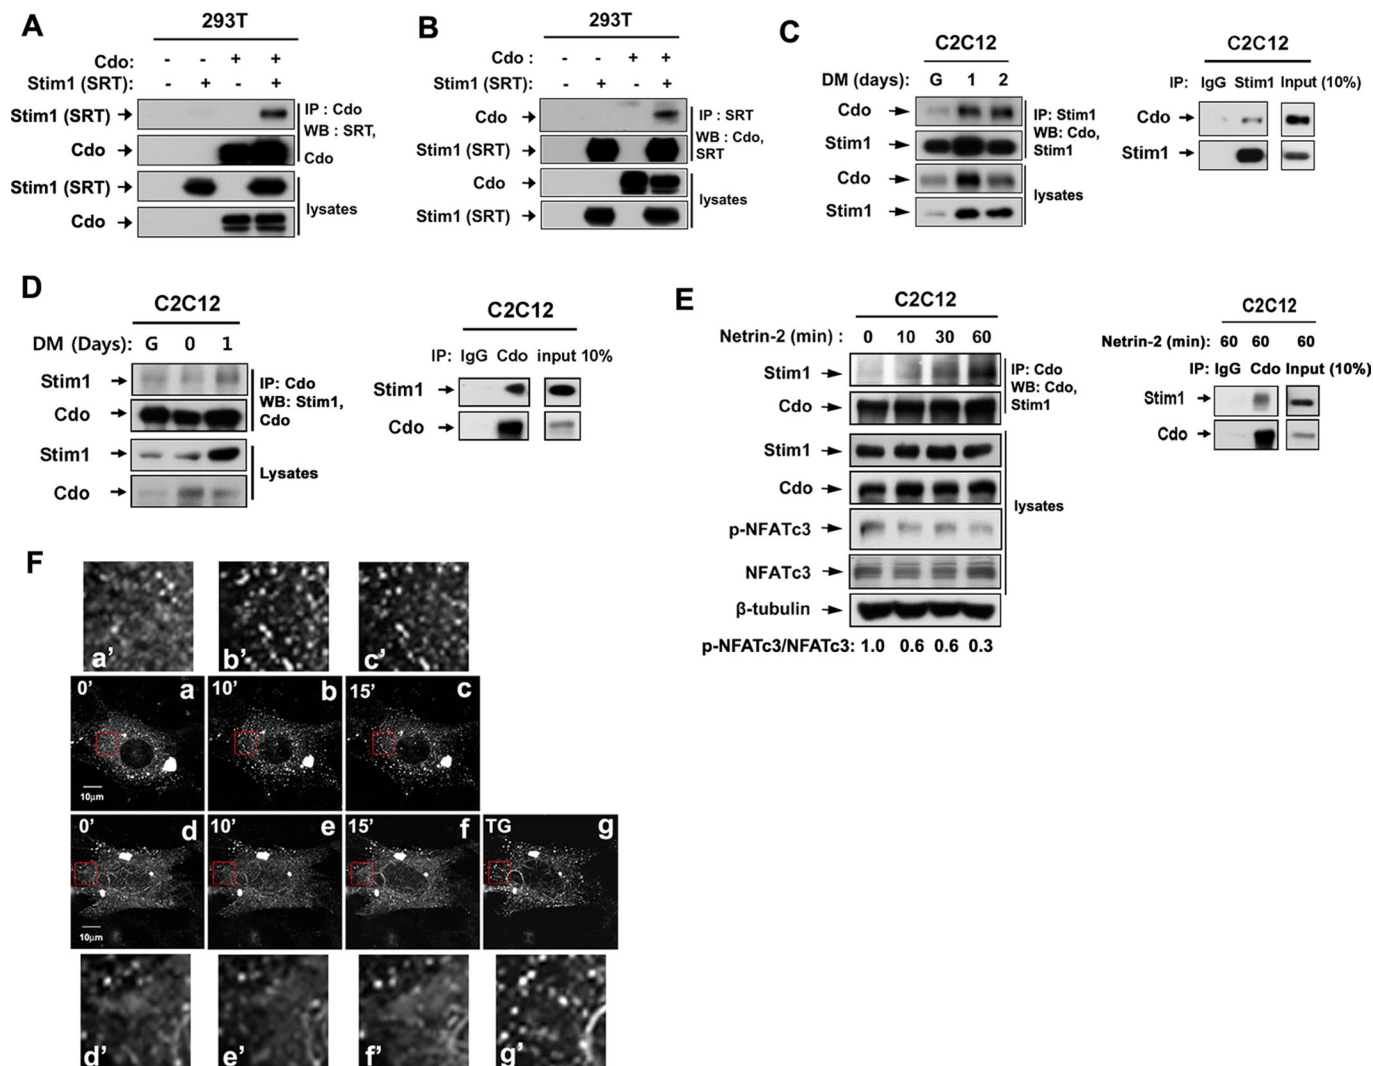 A
293T
Cdo: - - + +
Stim1 (SRT): - + - +
Stim1 (SRT)
Cdo
IP : Cdo
WB : SRT,
Cdo
Stim1 (SRT)
Cdo
lysates
B
293T
Cdo : - - + +
Stim1 (SRT): - + - +
Cdo
Stim1 (SRT)
IP : SRT
WB : Cdo,
SRT
Cdo
Stim1 (SRT)
lysates
C
C2C12
DM (days): G 1 2
Cdo
Stim1
IP: Stim1
WB: Cdo,
Stim1
Cdo
Stim1
lysates
C2C12
IP: IgG Stim1 Input (10%)
Cdo
Stim1
D
C2C12
DM (Days): G 0 1
Stim1
Cdo
IP: Cdo
WB: Stim1,
Cdo
Stim1
Cdo
Lysates
C2C12
IP: IgG Cdo input 10%
Stim1
Cdo
E
C2C12
Netrin-2 (min) : 0 10 30 60
Stim1
Cdo
IP: Cdo
WB: Cdo,
Stim1
Stim1
Cdo
p-NFATc3
NFATc3
β-tubulin
lysates
p-NFATc3/NFATc3: 1.0 0.6 0.6 0.3
C2C12
Netrin-2 (min): 60 60 60
IP: IgG Cdo Input (10%)
Stim1
Cdo
F
a’ b’ c’
0’ a 10’ b 15’ c
10μm
0’ d 10’ e 15’ f TG g
10μm
d’ e’ f’ g’